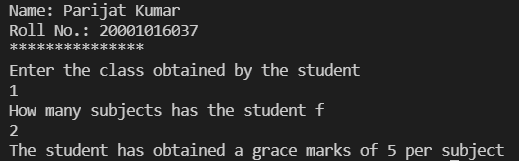 Name: Parijat Kumar
Roll No.: 20001016037
***************
Enter the class obtained by the student
1
How many subjects has the student f
2
The student has obtained a grace marks of 5 per subject